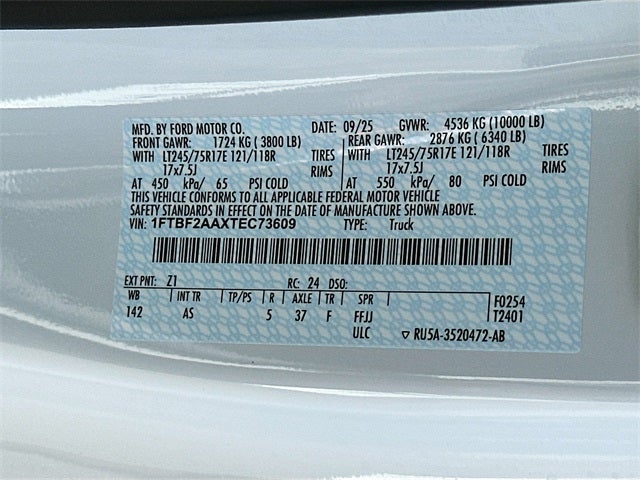 MFD. BY FORD MOTOR CO. DATE: 09/25 GVWR: 4536 KG (10000 LB)
FRONT GAWR: 1724 KG ( 3800 LB) REAR GAWR: 2876 KG ( 6340 LB)
WITH LT245/75R17E 121/118R TIRES WITH LT245/75R17E 121/118R TIRES
17x7.5J RIMS 17x7.5J RIMS
AT 450 kPa/ 65 PSI COLD AT 550 kPa/ 80 PSI COLD
THIS VEHICLE CONFORMS TO ALL APPLICABLE FEDERAL MOTOR VEHICLE
SAFETY STANDARDS IN EFFECT ON THE DATE OF MANUFACTURE SHOWN ABOVE.
VIN: 1FTBF2AAXTEC73609 TYPE: Truck
EXT PNT: Z1 RC: 24 DSO:
WB INT TR TP/PS R AXLE TR SPR F0254
142 AS 5 37 F FFJJ T2401
ULC ▽ RU5A-3520472-AB